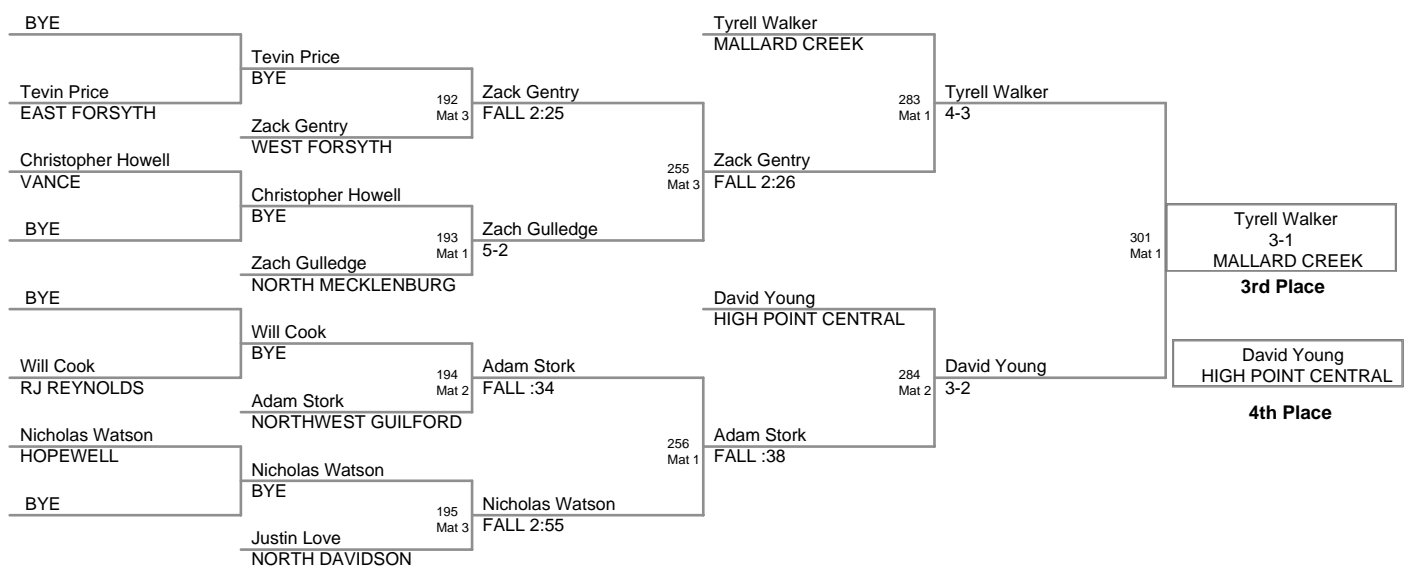 BYE
Tevin Price
EAST FORSYTH
Christopher Howell
VANCE
BYE
BYE
Will Cook
RJ REYNOLDS
Nicholas Watson
HOPEWELL
BYE
Tevin Price
BYE
192
Mat 3
Zack Gentry
WEST FORSYTH
Christopher Howell
BYE
193
Mat 1
Zach Gulledge
NORTH MECKLENBURG
Will Cook
BYE
194
Mat 2
Adam Stork
NORTHWEST GUILFORD
Nicholas Watson
BYE
195
Mat 3
Justin Love
NORTH DAVIDSON
Zack Gentry
FALL 2:25
255
Mat 3
Zach Gulledge
5-2
Adam Stork
FALL :34
256
Mat 1
Nicholas Watson
FALL 2:55
Tyrell Walker
MALLARD CREEK
283
Mat 1
Zack Gentry
FALL 2:26
David Young
HIGH POINT CENTRAL
284
Mat 2
Adam Stork
FALL :38
Tyrell Walker
4-3
301
Mat 1
David Young
3-2
Tyrell Walker
3-1
MALLARD CREEK
3rd Place
David Young
HIGH POINT CENTRAL
4th Place